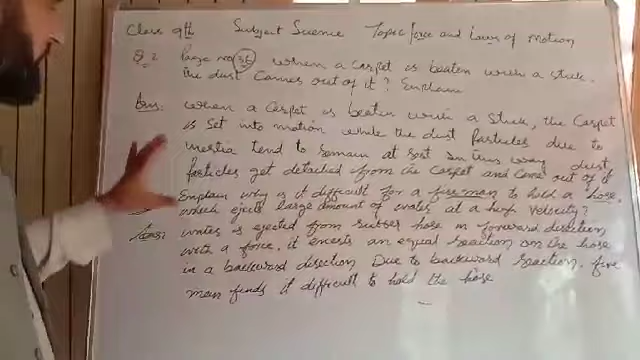 Class 9th Subject Science Topic force and Laws of Motion
Q.2 Page no (36) When a Carpet is beaten with a stick,
the dust Comes out of it? Explain
Ans: When a Carpet is beaten with a stick, the Carpet
is set into motion while the dust Particles due to
inertia tend to remain at rest in this way dust
Particles get detached from the Carpet and Come out of it
Explain why is it difficult for a fireman to hold a hose,
which ejects large amount of water at a high velocity?
Ans: water is ejected from rubber hose in forward direction
with a force, it exerts an equal reaction on the hose
in a backward direction Due to backward reaction, fire
man finds it difficult to hold the hose